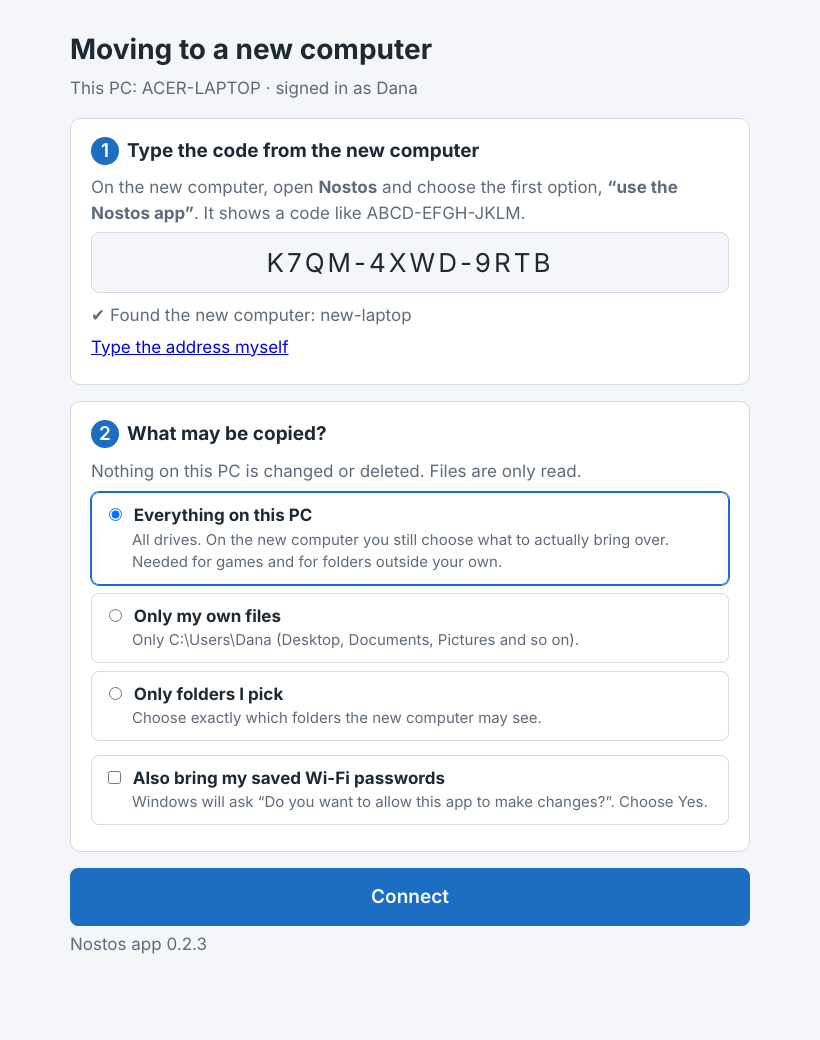 Moving to a new computer
This PC: ACER-LAPTOP · signed in as Dana
1 Type the code from the new computer
On the new computer, open Nostos and choose the first option, “use the
Nostos app”. It shows a code like ABCD-EFGH-JKLM.
K7QM-4XWD-9RTB
✔ Found the new computer: new-laptop
Type the address myself
2 What may be copied?
Nothing on this PC is changed or deleted. Files are only read.
Everything on this PC
All drives. On the new computer you still choose what to actually bring over.
Needed for games and for folders outside your own.
Only my own files
Only C:\Users\Dana (Desktop, Documents, Pictures and so on).
Only folders I pick
Choose exactly which folders the new computer may see.
Also bring my saved Wi-Fi passwords
Windows will ask “Do you want to allow this app to make changes?”. Choose Yes.
Connect
Nostos app 0.2.3